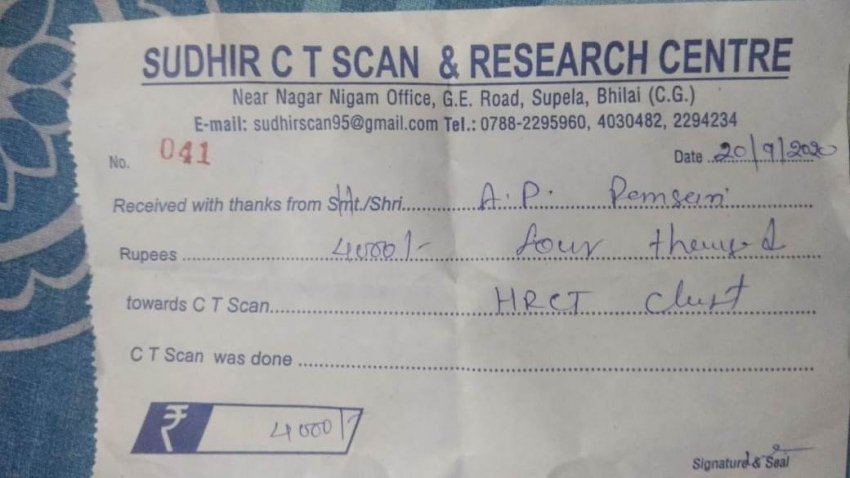 SUDHIR C T SCAN & RESEARCH CENTRE
Near Nagar Nigam Office, G.E. Road, Supela, Bhilai (C.G.)
E-mail: sudhirscan95@gmail.com Tel.: 0788-2295960, 4030482, 2294234
No. 041 Date 20/9/2020
Received with thanks from Smt./Shri. A.P.
Rupees 4000/- four thousand
towards C T Scan HRCT Chest
C T Scan was done
₹ 4000/-
Signature & Seal